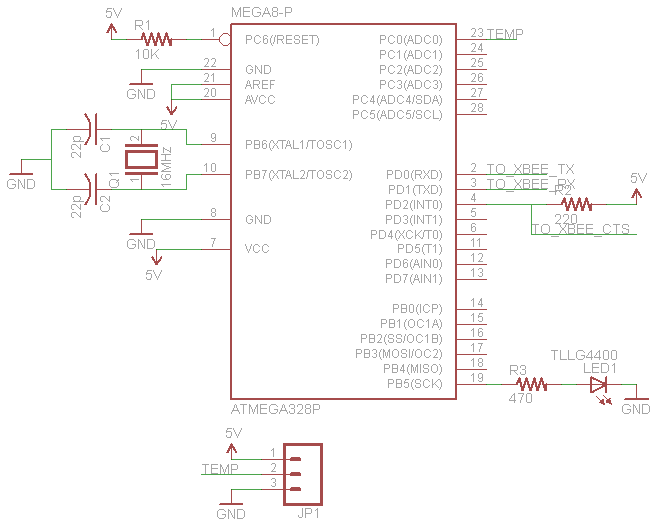 MEGA8-P
5V
R1
10K
1
PC6(/RESET)
PC0(ADC0)
23
TEMP
PC1(ADC1)
24
22
GND
PC2(ADC2)
25
GND
21
AREF
PC3(ADC3)
26
20
AVCC
PC4(ADC4/SDA)
27
5V
PC5(ADC5/SCL)
28
22p
C1
2
9
PB6(XTAL1/TOSC1)
Q1
1
16MHz
10
PB7(XTAL2/TOSC2)
PD0(RXD)
2
TO_XBEE_TX
GND
PD1(TXD)
3
TO_XBEE_RX
5V
22p
C2
PD2(INT0)
4
R2
220
8
GND
PD3(INT1)
5
GND
PD4(XCK/T0)
6
TO_XBEE_CTS
7
VCC
PD5(T1)
11
5V
PD6(AIN0)
12
PD7(AIN1)
13
PB0(ICP)
14
PB1(OC1A)
15
PB2(SS/OC1B)
16
PB3(MOSI/OC2)
17
TLLG4400
PB4(MISO)
18
R3
LED1
PB5(SCK)
19
470
GND
ATMEGA328P
5V
1
TEMP
2
3
GND
JP1